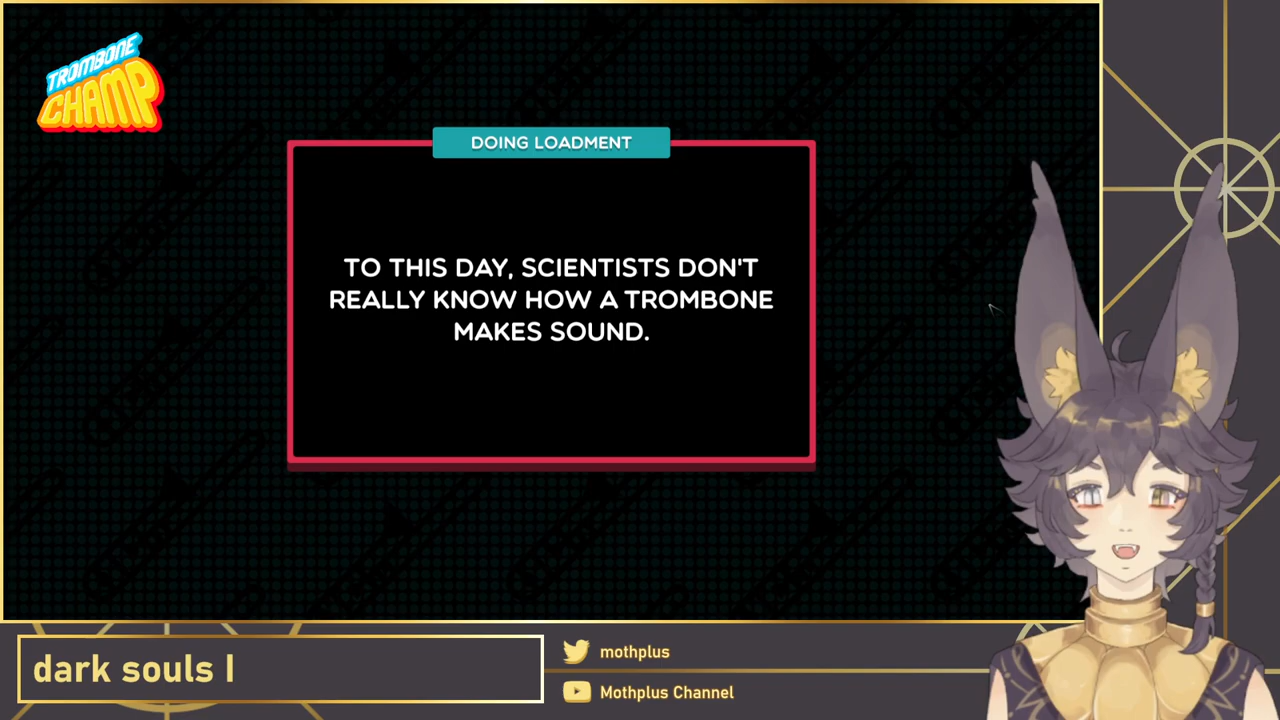 TROMBONE
CHAMP
DOING LOADMENT
TO THIS DAY, SCIENTISTS DON'T
REALLY KNOW HOW A TROMBONE
MAKES SOUND.
dark souls I
mothplus
Mothplus Channel